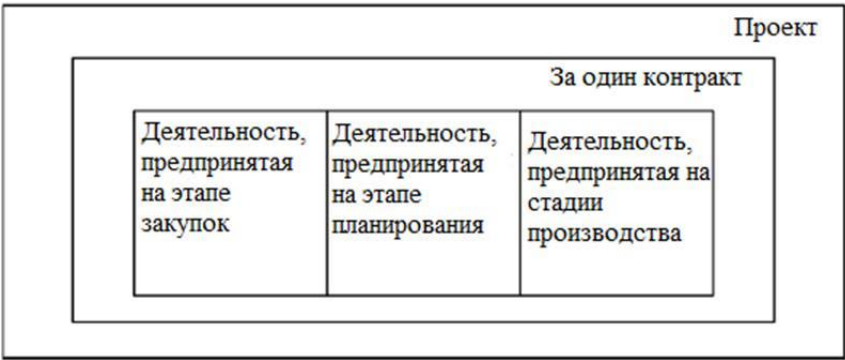 Проект
За один контракт
Деятельность,
предпринятая
на этапе
закупок
Деятельность,
предпринятая
на этапе
планирования
Деятельность,
предпринятая на
стадии
производства